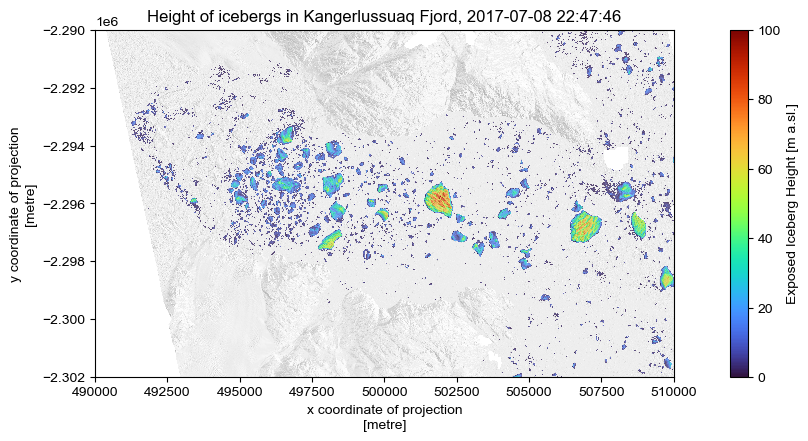 Height of icebergs in Kangerlussuaq Fjord, 2017-07-08 22:47:46
1e6
−2.290
−2.292
−2.294
−2.296
−2.298
−2.300
−2.302
y coordinate of projection
[metre]
490000 492500 495000 497500 500000 502500 505000 507500 510000
x coordinate of projection
[metre]
100
80
60
40
20
0
Exposed Iceberg Height [m a.sl.]